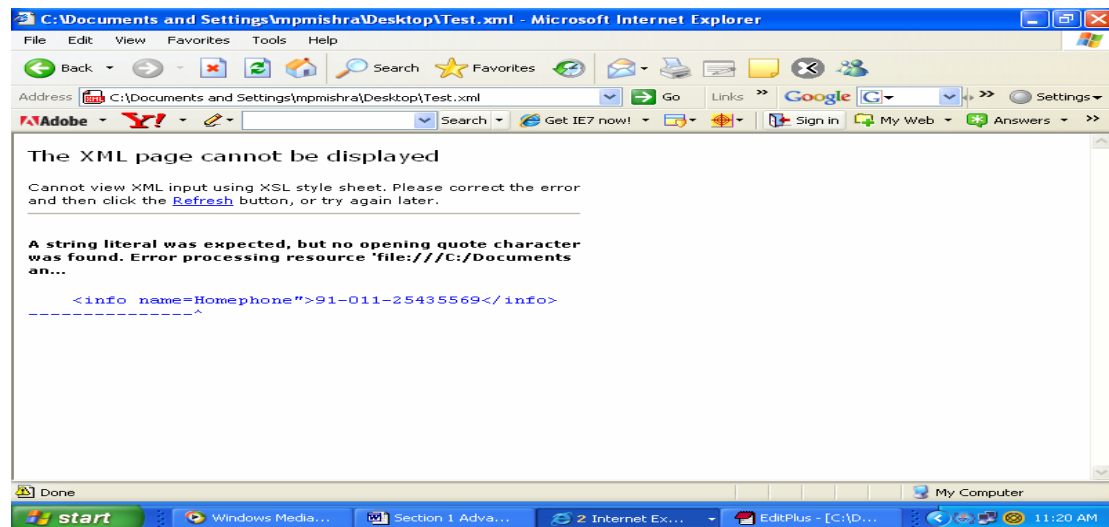 C:\Documents and Settings\mpmishra\Desktop\Test.xml - Microsoft Internet Explorer
File Edit View Favorites Tools Help
Back Search Favorites
Address C:\Documents and Settings\mpmishra\Desktop\Test.xml Go Links » Google G Settings
Adobe Y! Search Get IE7 now! Sign in My Web Answers »
The XML page cannot be displayed
Cannot view XML input using XSL style sheet. Please correct the error
and then click the Refresh button, or try again later.
A string literal was expected, but no opening quote character
was found. Error processing resource 'file:///C:/Documents
an...
<info name=Homephone">91-011-25435569</info>
---------------^
Done My Computer
start Windows Media... Section 1 Adva... 2 Internet Ex... EditPlus - [C:\D... 11:20 AM